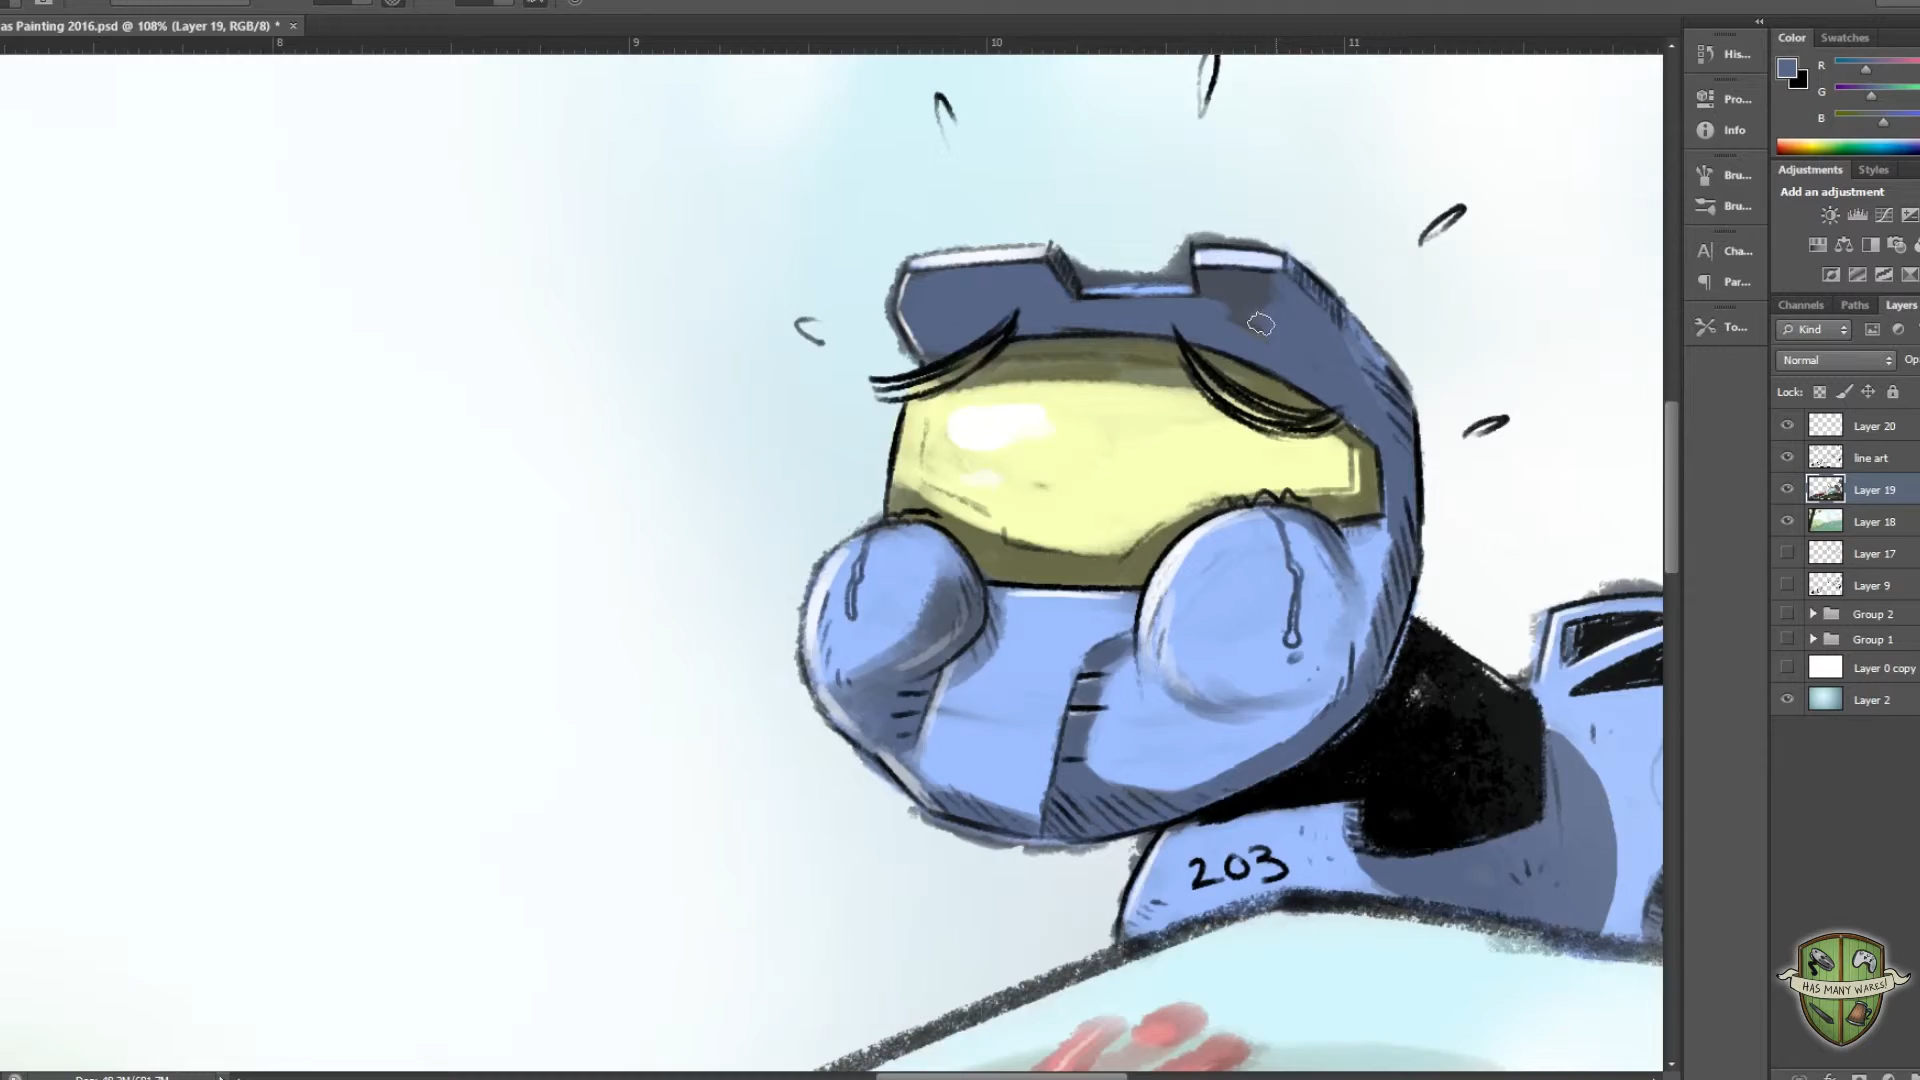 as Painting 2016.psd @ 108% (Layer 19, RGB/8) *
8
9
10
11
His...
Pro...
Info
Bru...
Bru...
Cha...
Par...
To...
Color
Swatches
R
G
B
Adjustments
Styles
Add an adjustment
Channels
Paths
Layers
Kind
Normal
Op
Lock:
Layer 20
line art
Layer 19
Layer 18
Layer 17
Layer 9
Group 2
Group 1
Layer 0 copy
Layer 2
203
HAS MANY WARES!